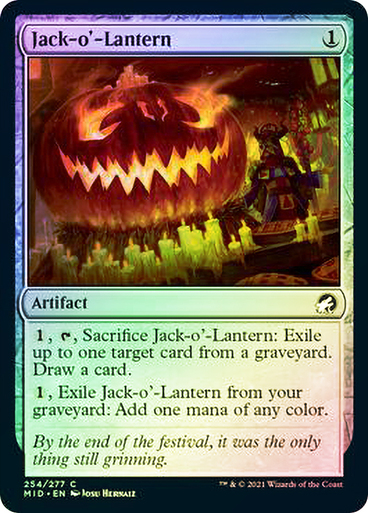 Jack-o'-Lantern 1
Artifact
1, , Sacrifice Jack-o'-Lantern: Exile
up to one target card from a graveyard.
Draw a card.
1, Exile Jack-o'-Lantern from your
graveyard: Add one mana of any color.
By the end of the festival, it was the only
thing still grinning.
254/277 C
MID • EN Josu Hernaiz
™ & © 2021 Wizards of the Coast